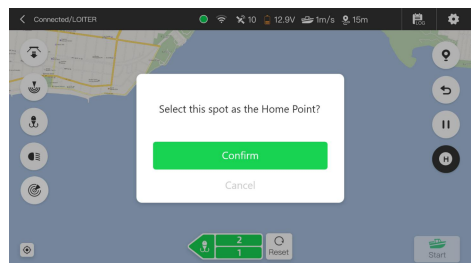 Connected/LOITER
10
12.9V
1m/s
15m
LOG
Select this spot as the Home Point?
Confirm
Cancel
H
2
1
Reset
Start